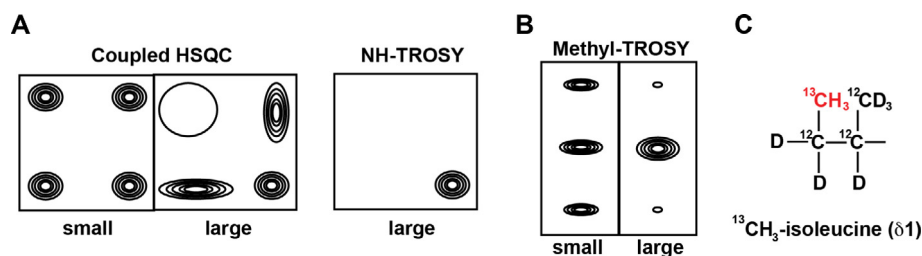 A
Coupled HSQC
NH-TROSY
small
large
large
B
Methyl-TROSY
small
large
C
¹³CH₃ ¹²CD₃
D ¹²C ¹²C
D D
¹³CH₃-isoleucine (δ1)